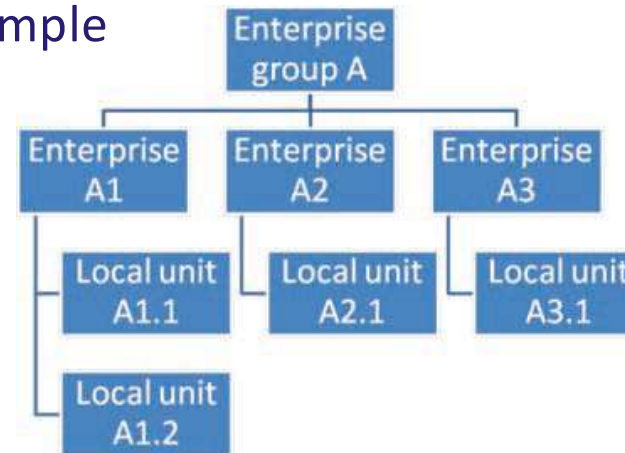 mple
Enterprise
group A
Enterprise
A1
Enterprise
A2
Enterprise
A3
Local unit
A1.1
Local unit
A2.1
Local unit
A3.1
Local unit
A1.2